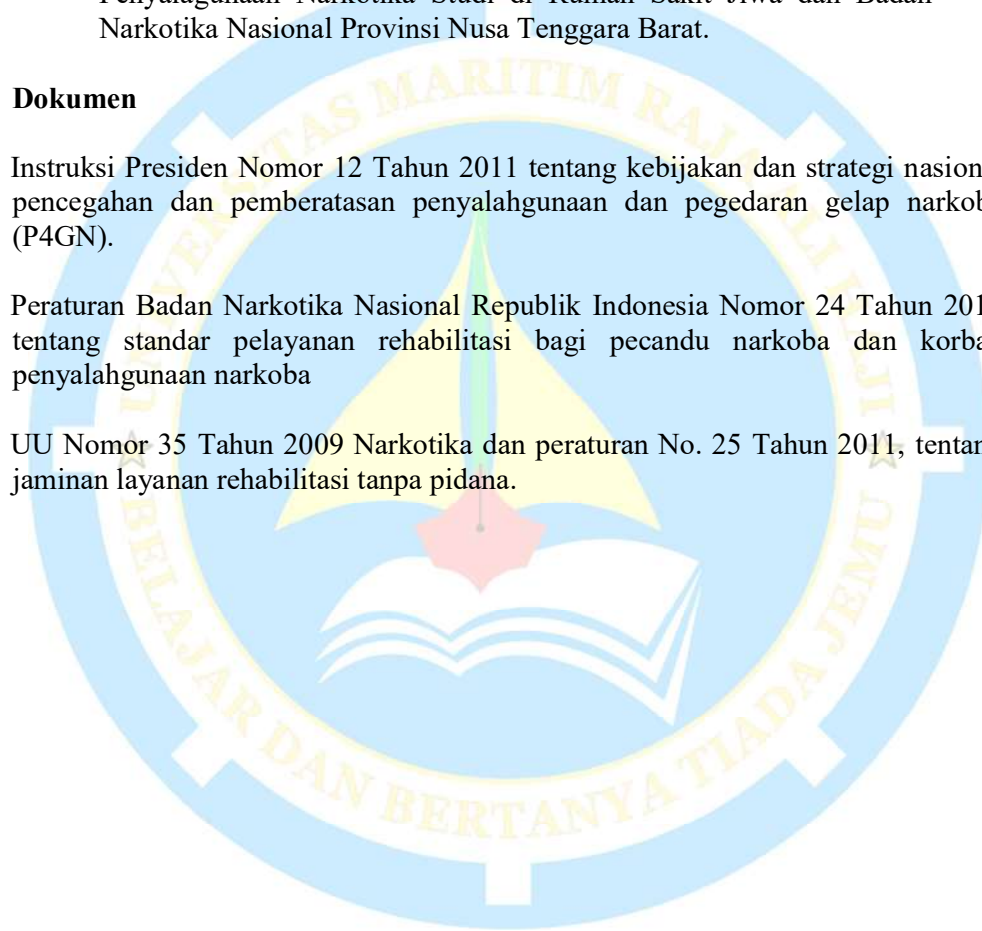 Penyalagunaan Narkotika Studi di Rumah Sakit Jiwa dan Badan
Narkotika Nasional Provinsi Nusa Tenggara Barat.
Dokumen
Instruksi Presiden Nomor 12 Tahun 2011 tentang kebijakan dan strategi nasion
pencegahan dan pemberatasan penyalahgunaan dan pegedaran gelap narkob
(P4GN).
Peraturan Badan Narkotika Nasional Republik Indonesia Nomor 24 Tahun 201
tentang standar pelayanan rehabilitasi bagi pecandu narkoba dan korba
penyalahgunaan narkoba
UU Nomor 35 Tahun 2009 Narkotika dan peraturan No. 25 Tahun 2011, tentan
jaminan layanan rehabilitasi tanpa pidana.
UNIVERSITAS MARITIM RAJA ALI HAJI
BELAJAR DAN BERTANYA TIADA JEMU